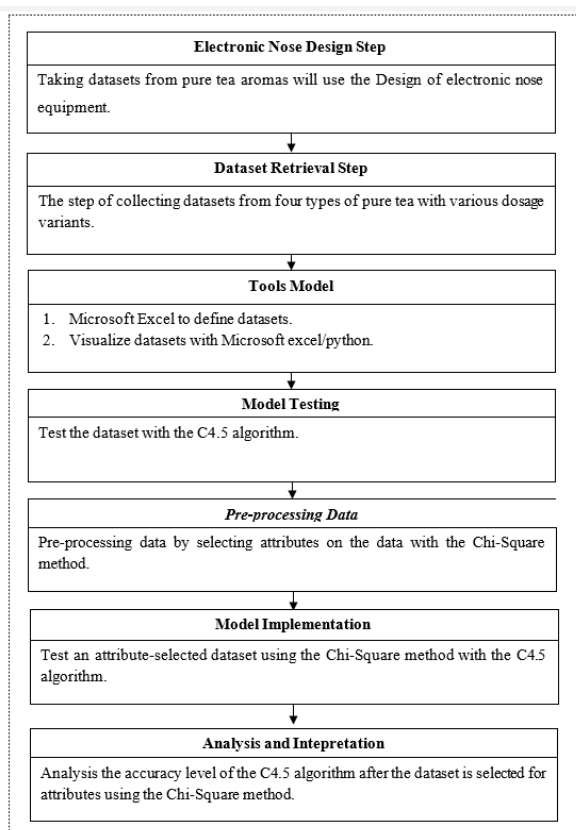 Electronic Nose Design Step
Taking datasets from pure tea aromas will use the Design of electronic nose
equipment.
Dataset Retrieval Step
The step of collecting datasets from four types of pure tea with various dosage
variants.
Tools Model
1. Microsoft Excel to define datasets.
2. Visualize datasets with Microsoft excel/python.
Model Testing
Test the dataset with the C4.5 algorithm.
Pre-processing Data
Pre-processing data by selecting attributes on the data with the Chi-Square
method.
Model Implementation
Test an attribute-selected dataset using the Chi-Square method with the C4.5
algorithm.
Analysis and Intepretation
Analysis the accuracy level of the C4.5 algorithm after the dataset is selected for
attributes using the Chi-Square method.